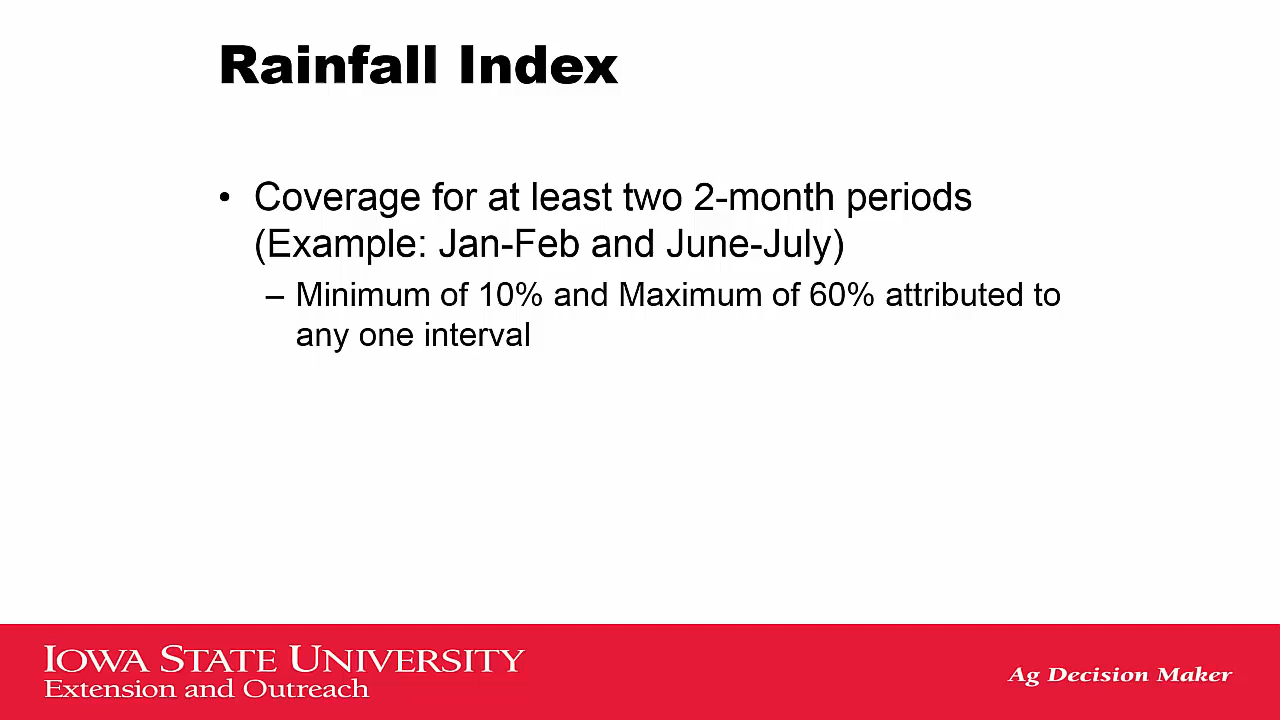 Rainfall Index
• Coverage for at least two 2-month periods
(Example: Jan-Feb and June-July)
– Minimum of 10% and Maximum of 60% attributed to
any one interval
IOWA STATE UNIVERSITY
Extension and Outreach
Ag Decision Maker